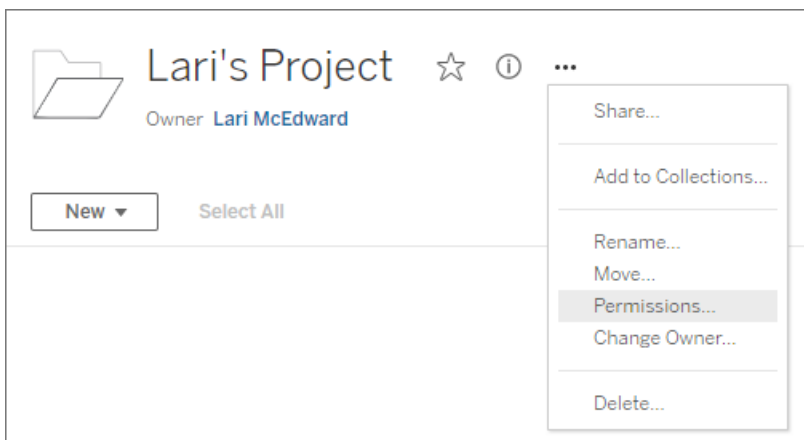 Lari's Project
Owner Lari McEdward
New
Select All
Share...
Add to Collections...
Rename...
Move...
Permissions...
Change Owner...
Delete...